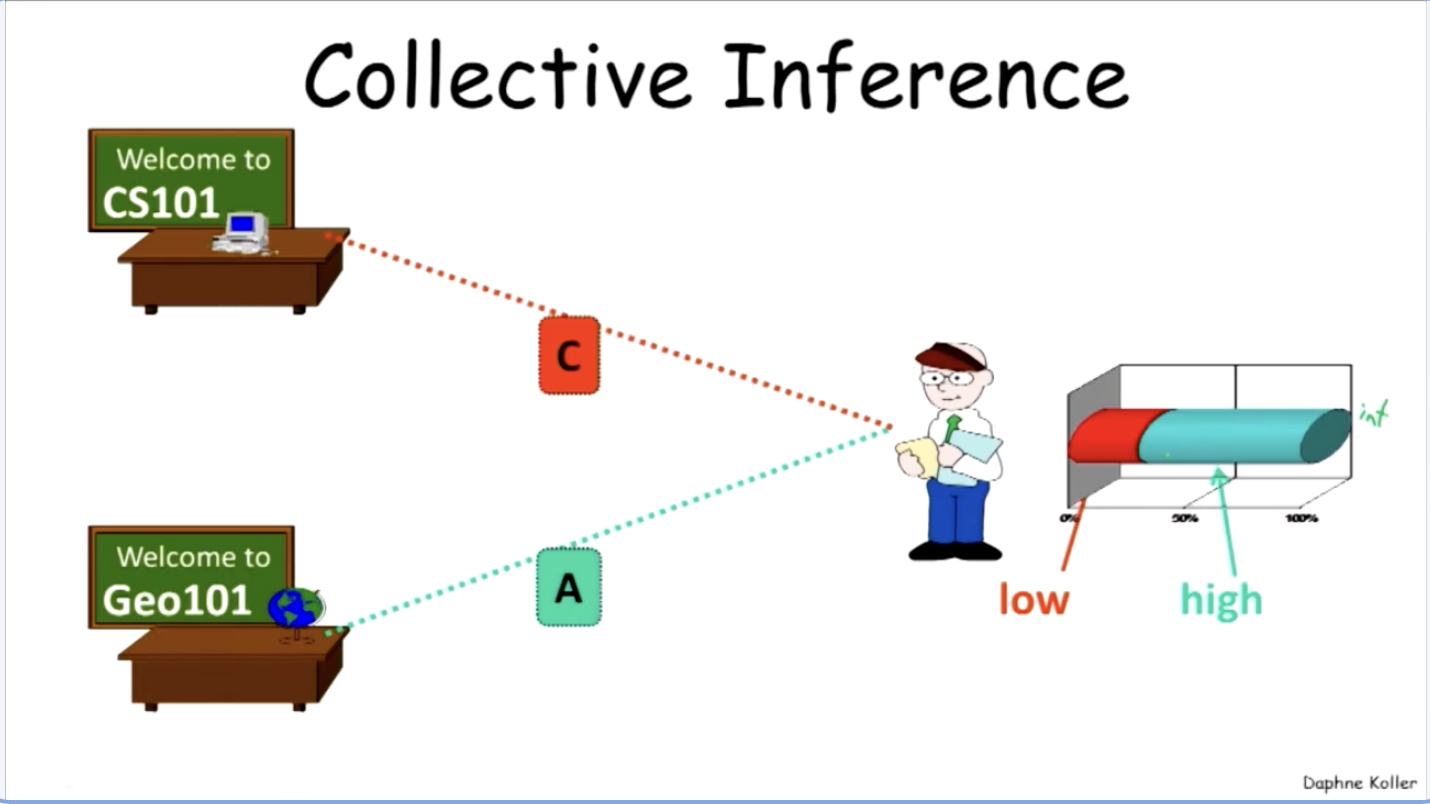 Collective Inference
Welcome to
CS101
C
int
0%
50%
100%
low
high
Welcome to
Geo101
A
Daphne Koller